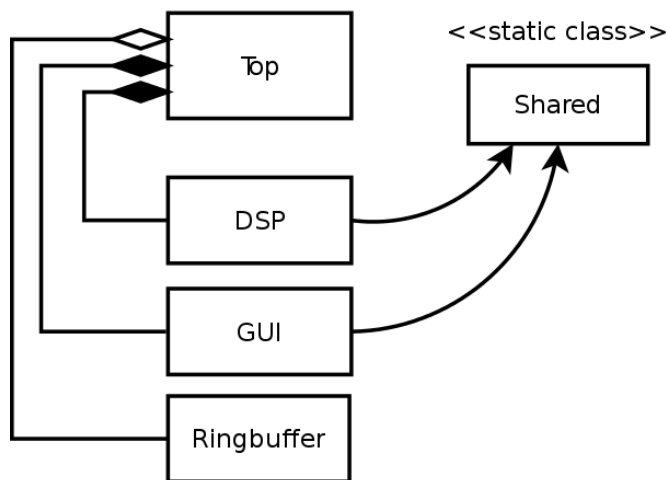 Top
<<static class>>
Shared
DSP
GUI
Ringbuffer